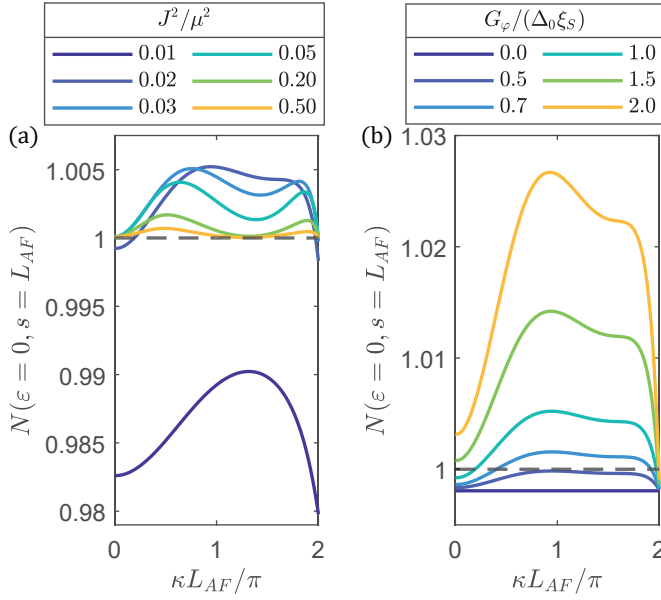 J²/μ²
0.01 0.05
0.02 0.20
0.03 0.50
G_φ/(Δ₀ξ_S)
0.0 1.0
0.5 1.5
0.7 2.0
(a)
1.005
1
0.995
0.99
0.985
0.98
N(ε = 0, s = L_AF)
0 1 2
κL_AF/π
(b)
1.03
1.02
1.01
1
N(ε = 0, s = L_AF)
0 1 2
κL_AF/π